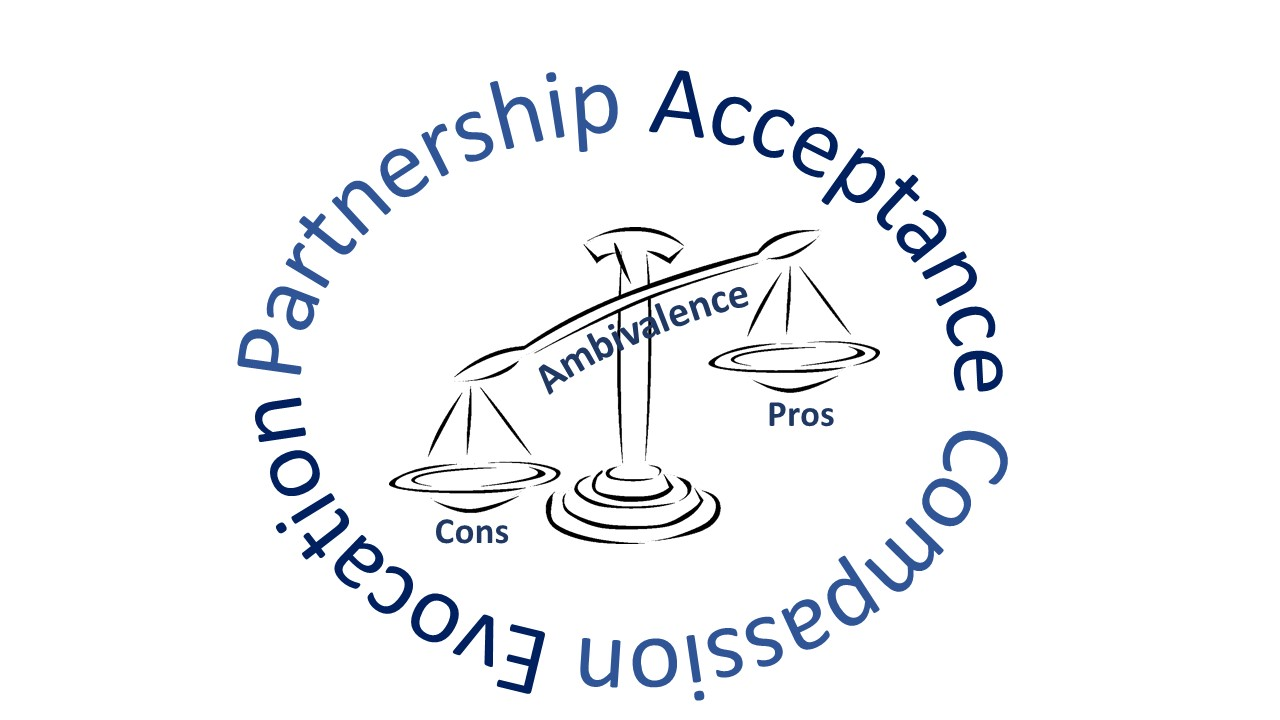 Partnership Acceptance Compassion Evocation
Ambivalence
Pros
Cons